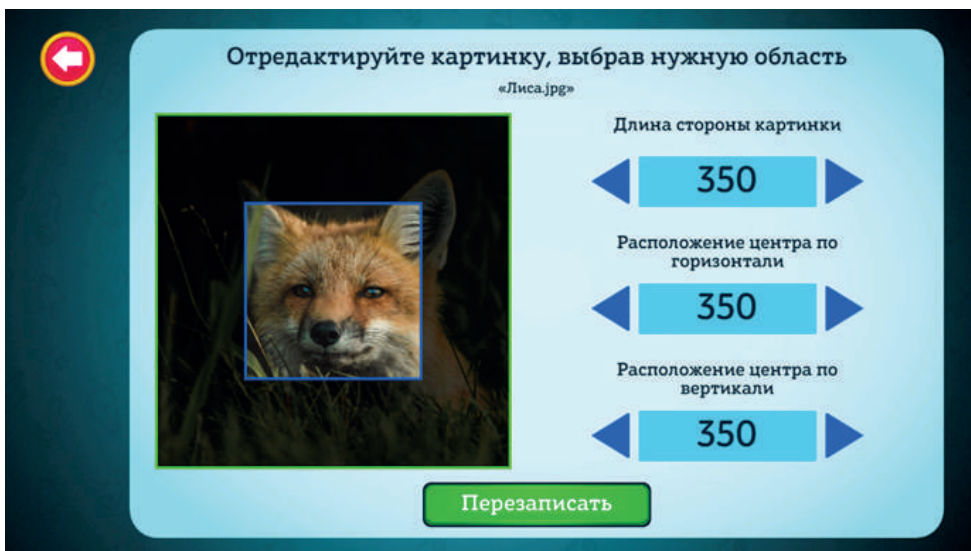 Отредактируйте картинку, выбрав нужную область
«Лиса.jpg»
Длина стороны картинки
350
Расположение центра по
горизонтали
350
Расположение центра по
вертикали
350
Перезаписать